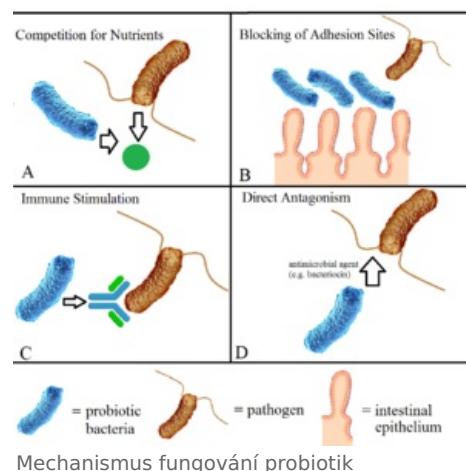 Competition for Nutrients
A
Blocking of Adhesion Sites
B
Immune Stimulation
C
Direct Antagonism
antimicrobial agent
(e.g. bacteriocin)
D
= probiotic
bacteria
= pathogen
= intestinal
epithelium
Mechanismus fungování probiotik